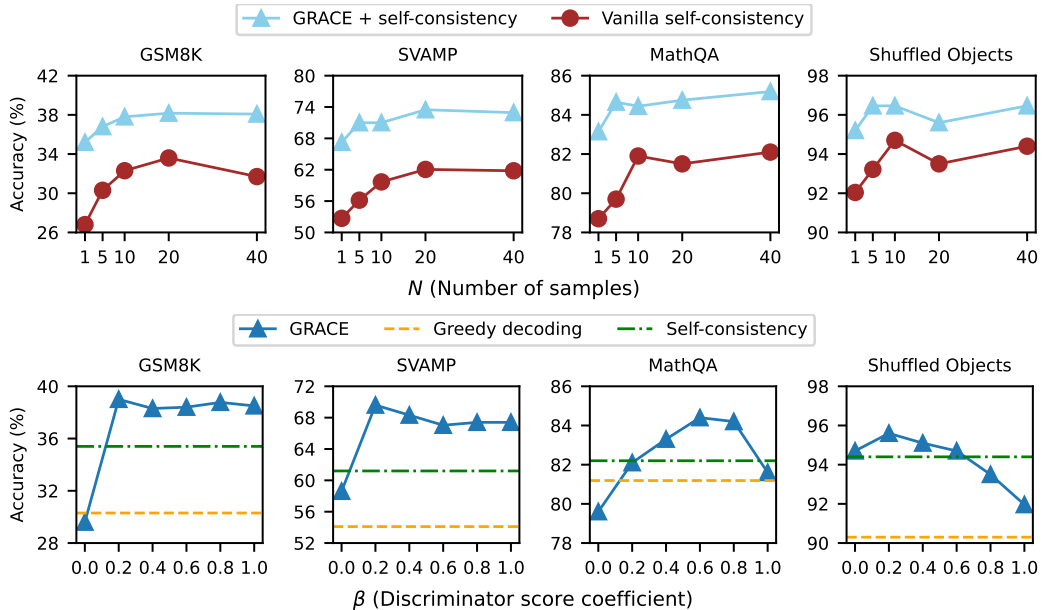 GRACE + self-consistency Vanilla self-consistency
GSM8K SVAMP MathQA Shuffled Objects
Accuracy (%)
42 38 34 30 26
80 74 68 62 56 50
86 84 82 80 78
98 96 94 92 90
1 5 10 20 40 1 5 10 20 40 1 5 10 20 40 1 5 10 20 40
N (Number of samples)
GRACE Greedy decoding Self-consistency
GSM8K SVAMP MathQA Shuffled Objects
Accuracy (%)
40 36 32 28
72 68 64 60 56 52
86 84 82 80 78
98 96 94 92 90
0.0 0.2 0.4 0.6 0.8 1.0 0.0 0.2 0.4 0.6 0.8 1.0 0.0 0.2 0.4 0.6 0.8 1.0 0.0 0.2 0.4 0.6 0.8 1.0
β (Discriminator score coefficient)